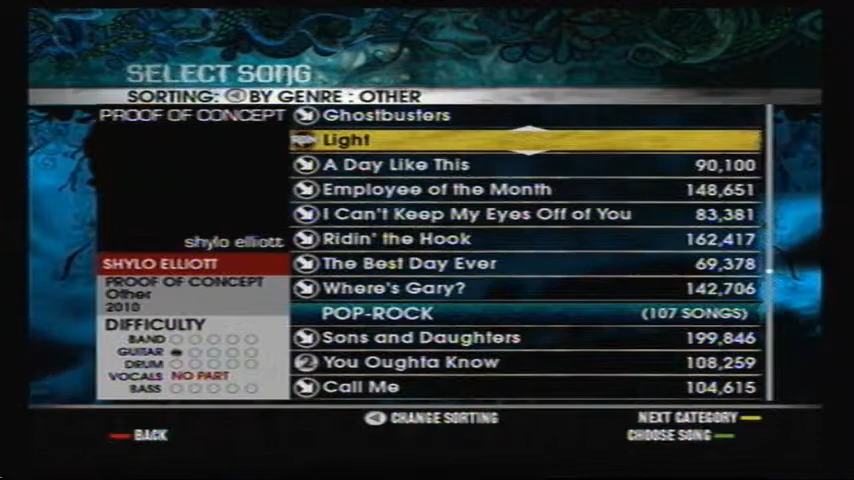 SELECT SONG
SORTING: BY GENRE : OTHER
PROOF OF CONCEPT
shylo elliott
SHYLO ELLIOTT
PROOF OF CONCEPT
Other
2010
DIFFICULTY
BAND
GUITAR
DRUM
VOCALS NO PART
BASS
Ghostbusters
Light
A Day Like This 90,100
Employee of the Month 148,651
I Can't Keep My Eyes Off of You 83,381
Ridin' the Hook 162,417
The Best Day Ever 69,378
Where's Gary? 142,706
POP-ROCK (107 SONGS)
Sons and Daughters 199,846
2 You Oughta Know 108,259
Call Me 104,615
CHANGE SORTING
NEXT CATEGORY
BACK
CHOOSE SONG